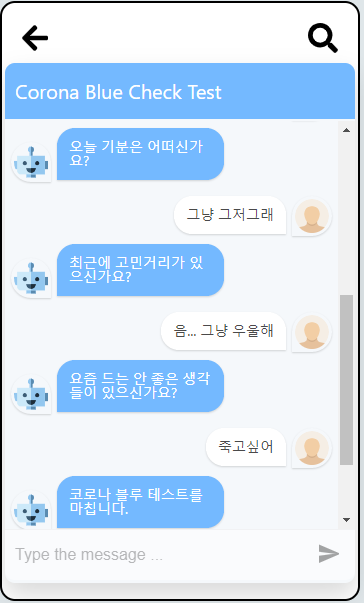 Corona Blue Check Test
오늘 기분은 어떠신가
요?
그냥 그저그래
최근에 고민거리가 있
으신가요?
음... 그냥 우울해
요즘 드는 안 좋은 생각
들이 있으신가요?
죽고싶어
코로나 블루 테스트를
마칩니다.
Type the message ...